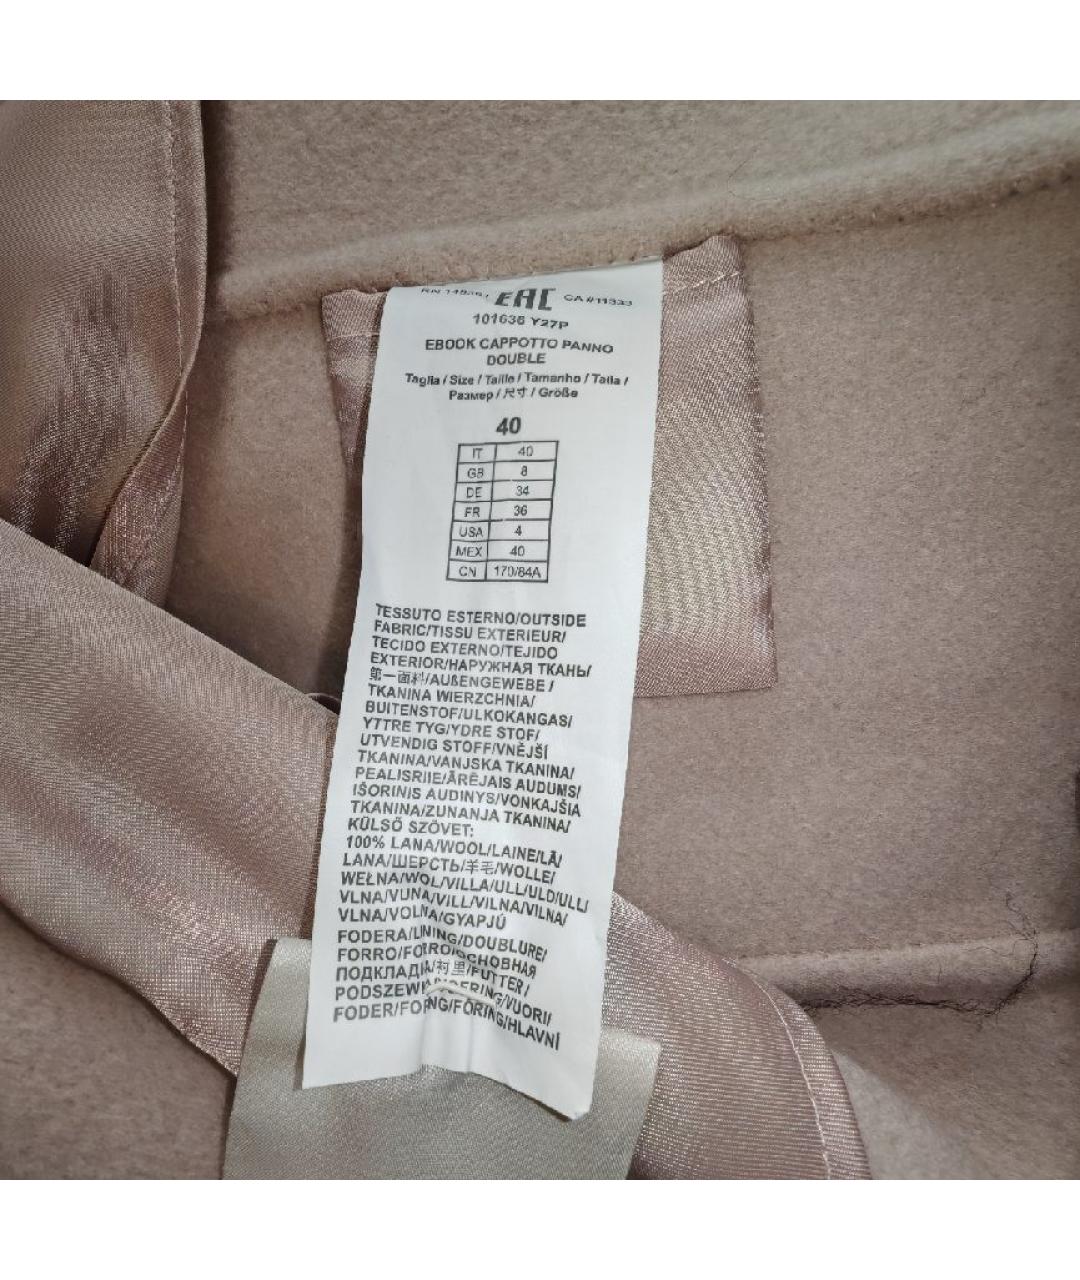 EAC CA #11333
101635 Y27P
EBOOK CAPPOTTO PANNO
DOUBLE
Taglia / Size / Taille / Tamanho / Talla /
Размер / 尺寸 / Größe
40
IT 40
GB 8
DE 34
FR 36
USA 4
MEX 40
CN 170/84A
TESSUTO ESTERNO/OUTSIDE
FABRIC/TISSU EXTERIEUR/
TECIDO EXTERNO/TEJIDO
EXTERIOR/НАРУЖНАЯ ТКАНЬ/
第一面料/AUßENGEWEBE /
TKANINA WIERZCHNIA/
BUITENSTOF/ULKOKANGAS/
YTTRE TYG/YDRE STOF/
UTVENDIG STOFF/VNĚJŠÍ
TKANINA/VANJSKA TKANINA/
PEALISRIIE/ĀRĒJAIS AUDUMS/
IŠORINIS AUDINYS/VONKAJŠIA
TKANINA/ZUNANJA TKANINA/
KÜLSŐ SZÖVET:
100% LANA/WOOL/LAINE/LÃ/
LANA/ШЕРСТЬ/羊毛/WOLLE/
WEŁNA/WOL/VILLA/ULL/ULD/ULL/
VLNA/VUNA/VILL/VILNA/VILNA/
VLNA/VOLNA/GYAPJÚ
FODERA/LINING/DOUBLURE/
FORRO/FORRO/ОСНОВНАЯ
ПОДКЛАДКА/衬里/FUTTER/
FODER/FORING/FÓRING/HLAVNÍ